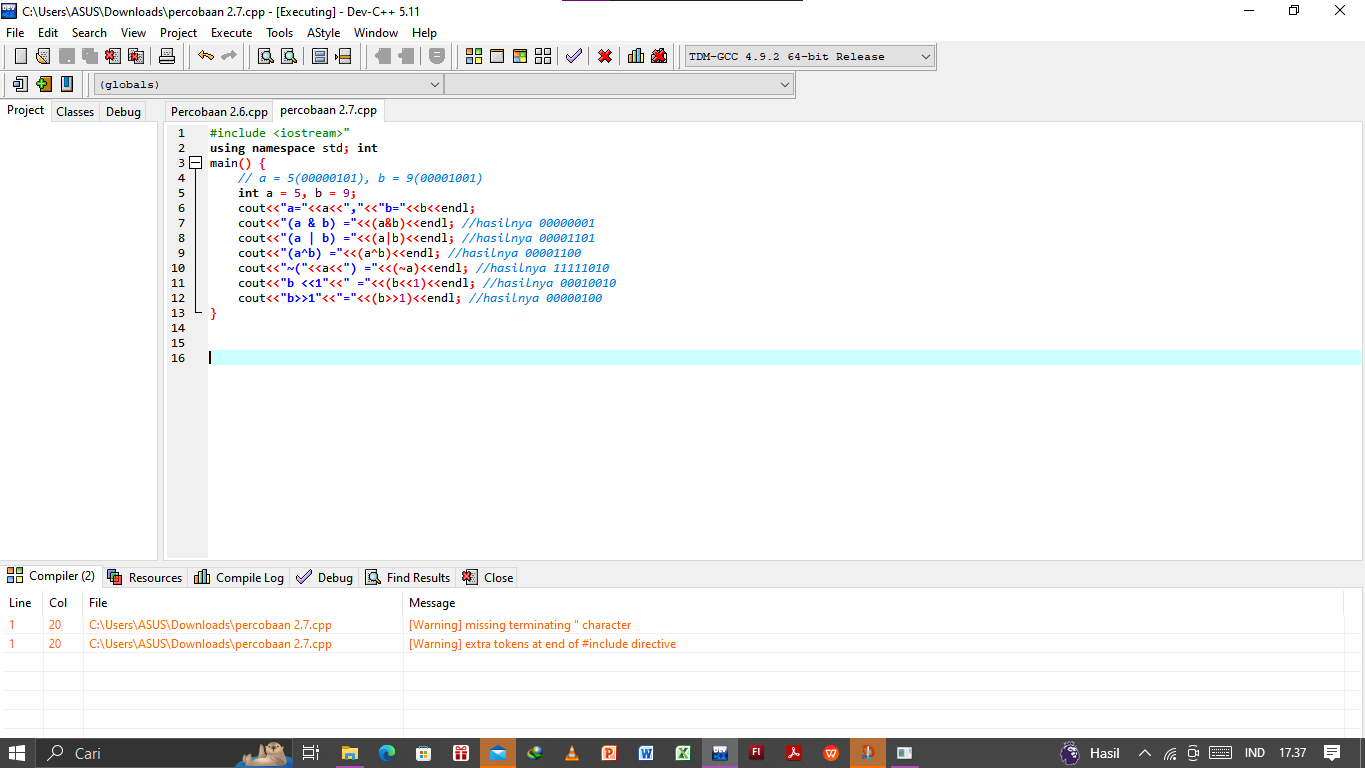 C:\Users\ASUS\Downloads\percobaan 2.7.cpp - [Executing] - Dev-C++ 5.11
File Edit Search View Project Execute Tools AStyle Window Help
TDM-GCC 4.9.2 64-bit Release
(globals)
Project Classes Debug Percobaan 2.6.cpp percobaan 2.7.cpp
1 #include <iostream>"
2 using namespace std; int
3 main() {
4 // a = 5(00000101), b = 9(00001001)
5 int a = 5, b = 9;
6 cout<<"a="<<a<<","<<"b="<<b<<endl;
7 cout<<"(a & b) ="<<(a&b)<<endl; //hasilnya 00000001
8 cout<<"(a | b) ="<<(a|b)<<endl; //hasilnya 00001101
9 cout<<"(a^b) ="<<(a^b)<<endl; //hasilnya 00001100
10 cout<<"~("<<a<<") ="<<(~a)<<endl; //hasilnya 11111010
11 cout<<"b <<1"<<" ="<<(b<<1)<<endl; //hasilnya 00010010
12 cout<<"b>>1"<<"="<<(b>>1)<<endl; //hasilnya 00000100
13 }
14
15
16
Compiler (2) Resources Compile Log Debug Find Results Close
Line Col File Message
1 20 C:\Users\ASUS\Downloads\percobaan 2.7.cpp [Warning] missing terminating " character
1 20 C:\Users\ASUS\Downloads\percobaan 2.7.cpp [Warning] extra tokens at end of #include directive
Cari Hasil IND 17.37